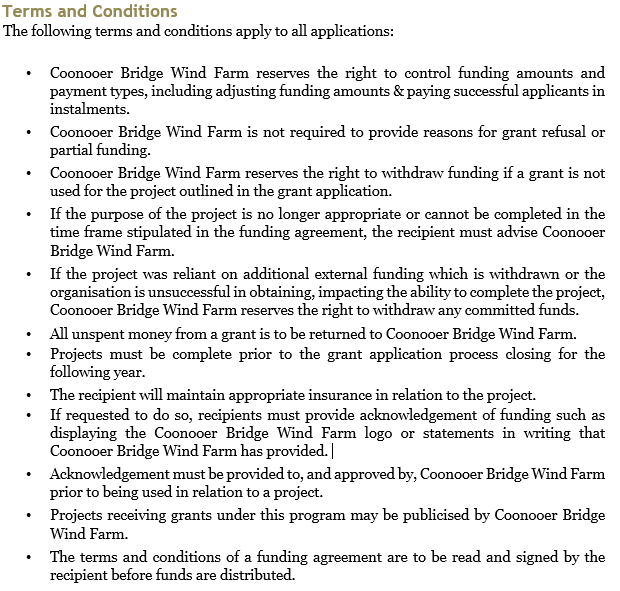 Terms and Conditions
The following terms and conditions apply to all applications:
• Coonooer Bridge Wind Farm reserves the right to control funding amounts and
payment types, including adjusting funding amounts & paying successful applicants in
instalments.
• Coonooer Bridge Wind Farm is not required to provide reasons for grant refusal or
partial funding.
• Coonooer Bridge Wind Farm reserves the right to withdraw funding if a grant is not
used for the project outlined in the grant application.
• If the purpose of the project is no longer appropriate or cannot be completed in the
time frame stipulated in the funding agreement, the recipient must advise Coonooer
Bridge Wind Farm.
• If the project was reliant on additional external funding which is withdrawn or the
organisation is unsuccessful in obtaining, impacting the ability to complete the project,
Coonooer Bridge Wind Farm reserves the right to withdraw any committed funds.
• All unspent money from a grant is to be returned to Coonooer Bridge Wind Farm.
• Projects must be complete prior to the grant application process closing for the
following year.
• The recipient will maintain appropriate insurance in relation to the project.
• If requested to do so, recipients must provide acknowledgement of funding such as
displaying the Coonooer Bridge Wind Farm logo or statements in writing that
Coonooer Bridge Wind Farm has provided.
• Acknowledgement must be provided to, and approved by, Coonooer Bridge Wind Farm
prior to being used in relation to a project.
• Projects receiving grants under this program may be publicised by Coonooer Bridge
Wind Farm.
• The terms and conditions of a funding agreement are to be read and signed by the
recipient before funds are distributed.